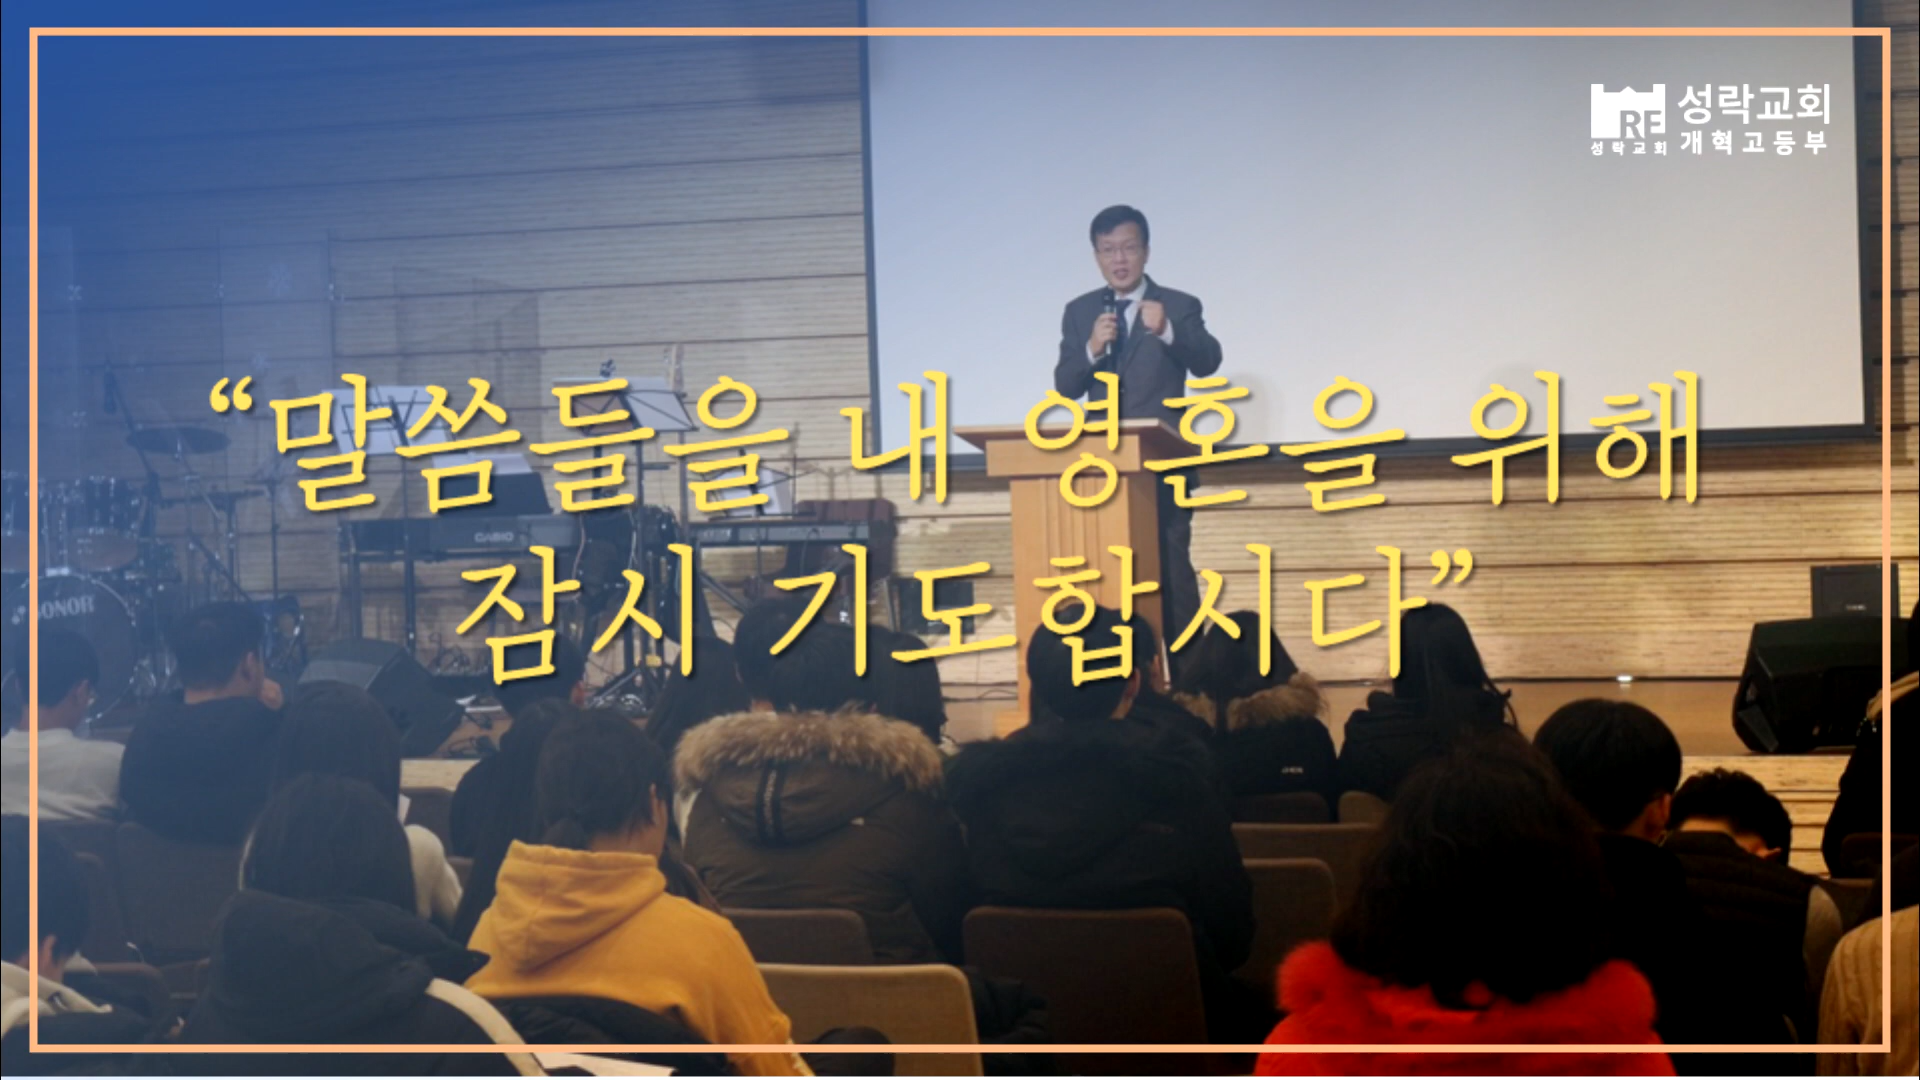 성락교회
RE
성락교회
개혁고등부
“말씀들을 내 영혼을 위해
잠시 기도합시다”
CASIO
SONOR